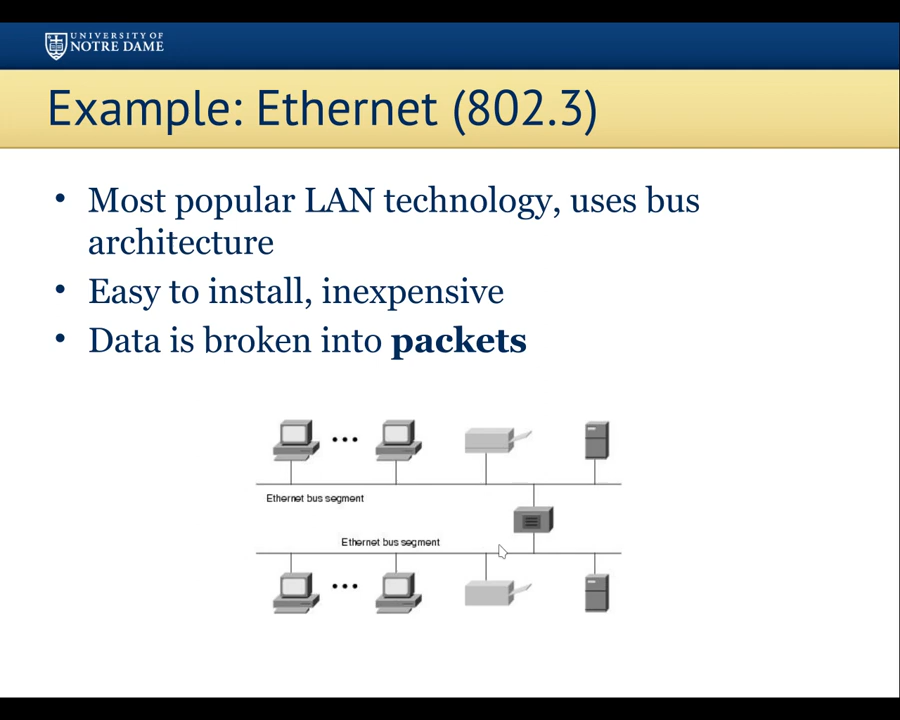 UNIVERSITY OF
NOTRE DAME
Example: Ethernet (802.3)
• Most popular LAN technology, uses bus
architecture
• Easy to install, inexpensive
• Data is broken into packets
Ethernet bus segment
Ethernet bus segment